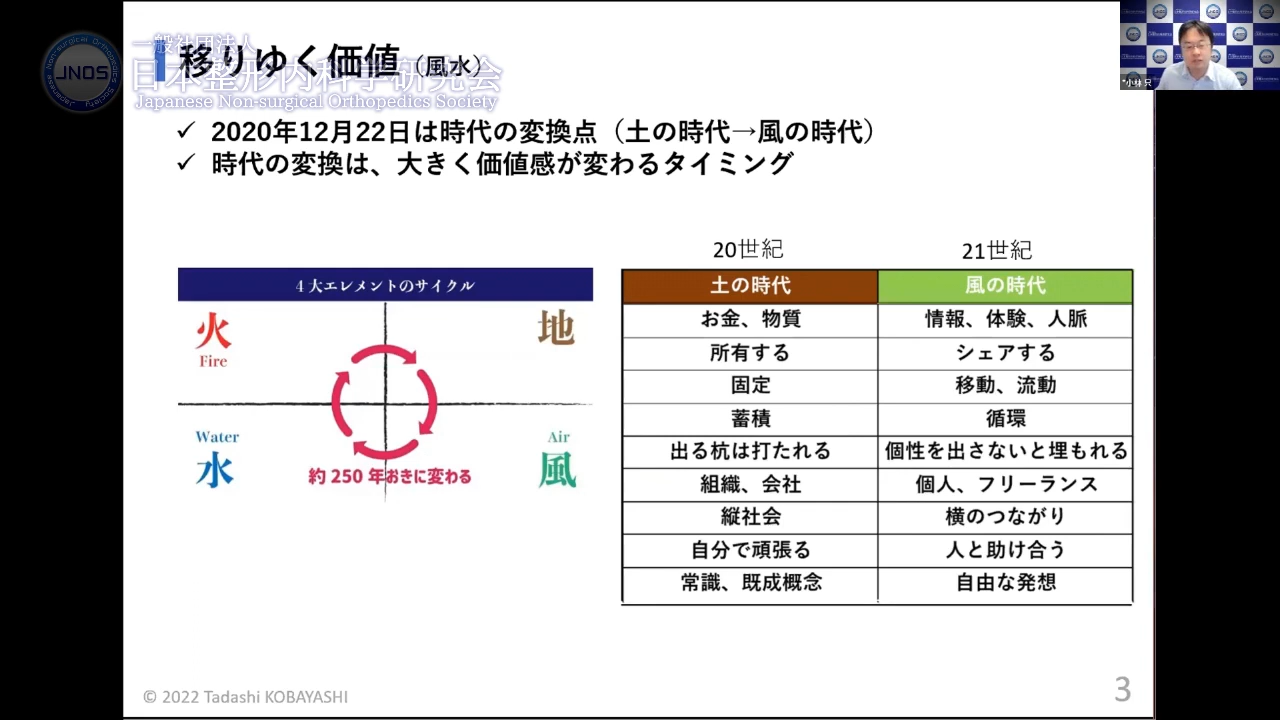 一般社団法人
日本整形内科学研究会
Japanese Non-surgical Orthopedics Society
JNOS
Japanese Non-surgical Orthopedics Society
移りゆく価値（風水）
✓ 2020年12月22日は時代の変換点（土の時代→風の時代）
✓ 時代の変換は、大きく価値感が変わるタイミング
4大エレメントのサイクル
火
Fire
地
Water
水
Air
風
約250年おきに変わる
20世紀 21世紀
土の時代 風の時代
お金、物質 情報、体験、人脈
所有する シェアする
固定 移動、流動
蓄積 循環
出る杭は打たれる 個性を出さないと埋もれる
組織、会社 個人、フリーランス
縦社会 横のつながり
自分で頑張る 人と助け合う
常識、既成概念 自由な発想
© 2022 Tadashi KOBAYASHI
3
小林 只